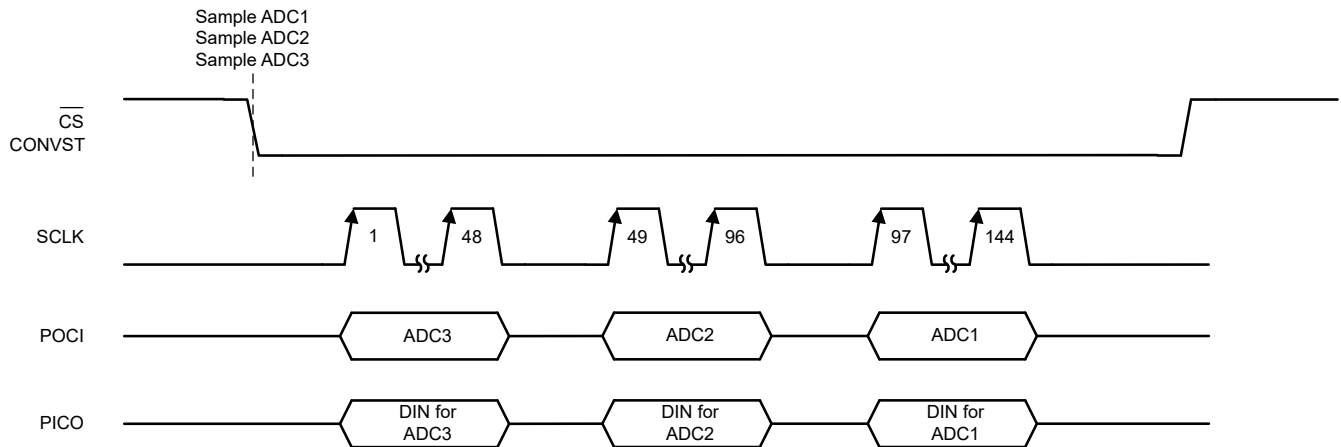 Sample ADC1
Sample ADC2
Sample ADC3
CS
CONVST
SCLK
1
48
49
96
97
144
POCI
ADC3
ADC2
ADC1
PICO
DIN for
ADC3
DIN for
ADC2
DIN for
ADC1